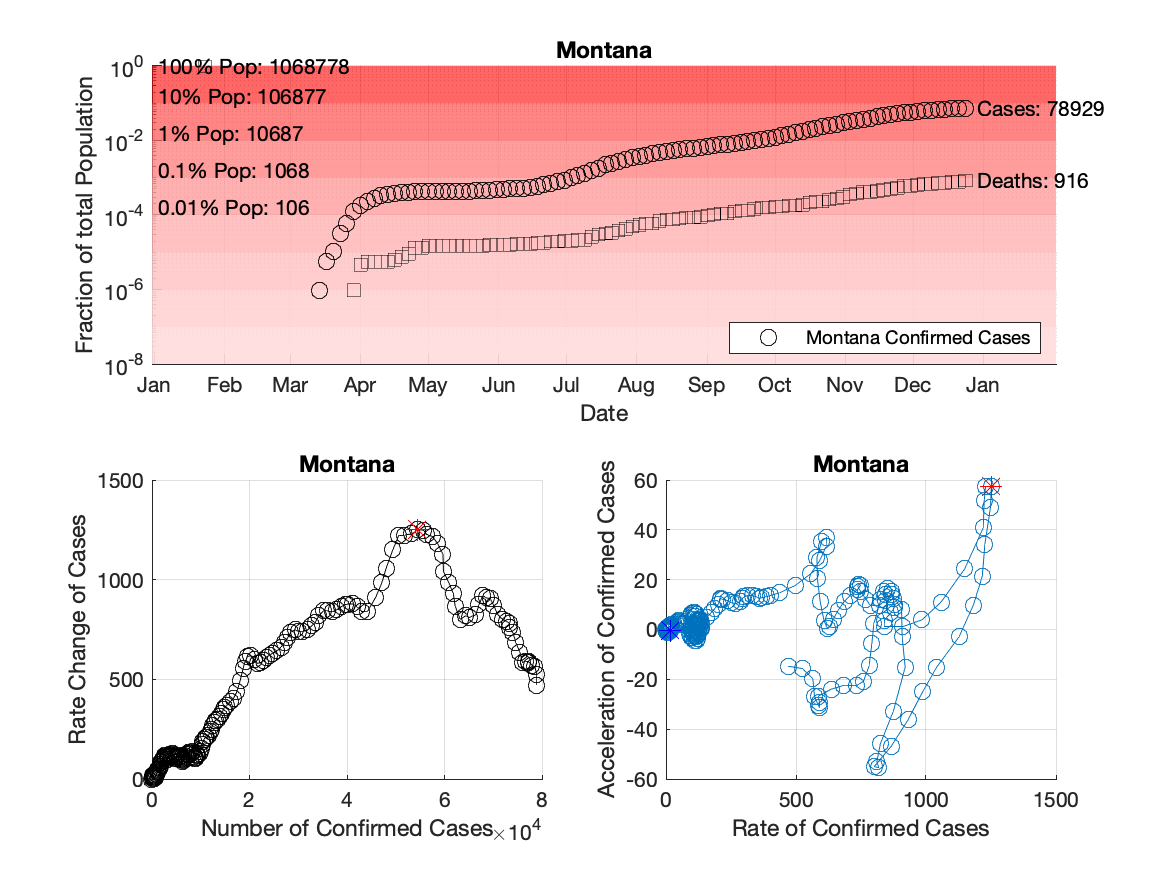 Montana
10^0
10^-2
10^-4
10^-6
10^-8
Fraction of total Population
100% Pop: 1068778
10% Pop: 106877
1% Pop: 10687
0.1% Pop: 1068
0.01% Pop: 106
Cases: 78929
Deaths: 916
Montana Confirmed Cases
Jan Feb Mar Apr May Jun Jul Aug Sep Oct Nov Dec Jan
Date
Montana
1500
1000
500
0
Rate Change of Cases
0 2 4 6 8
Number of Confirmed Cases ×10^4
Montana
60
40
20
0
-20
-40
-60
Acceleration of Confirmed Cases
0 500 1000 1500
Rate of Confirmed Cases